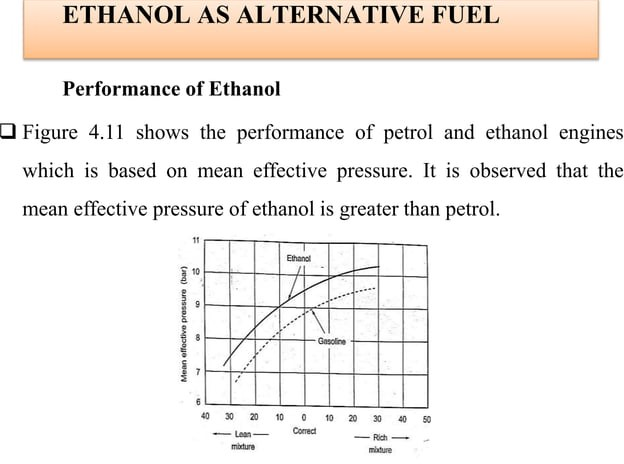 ETHANOL AS ALTERNATIVE FUEL
Performance of Ethanol
❑ Figure 4.11 shows the performance of petrol and ethanol engines
which is based on mean effective pressure. It is observed that the
mean effective pressure of ethanol is greater than petrol.
11
10
9
8
7
6
Mean effective pressure (bar)
Ethanol
Gasoline
40 30 20 10 0 10 20 30 40 50
Lean mixture
Correct
Rich mixture